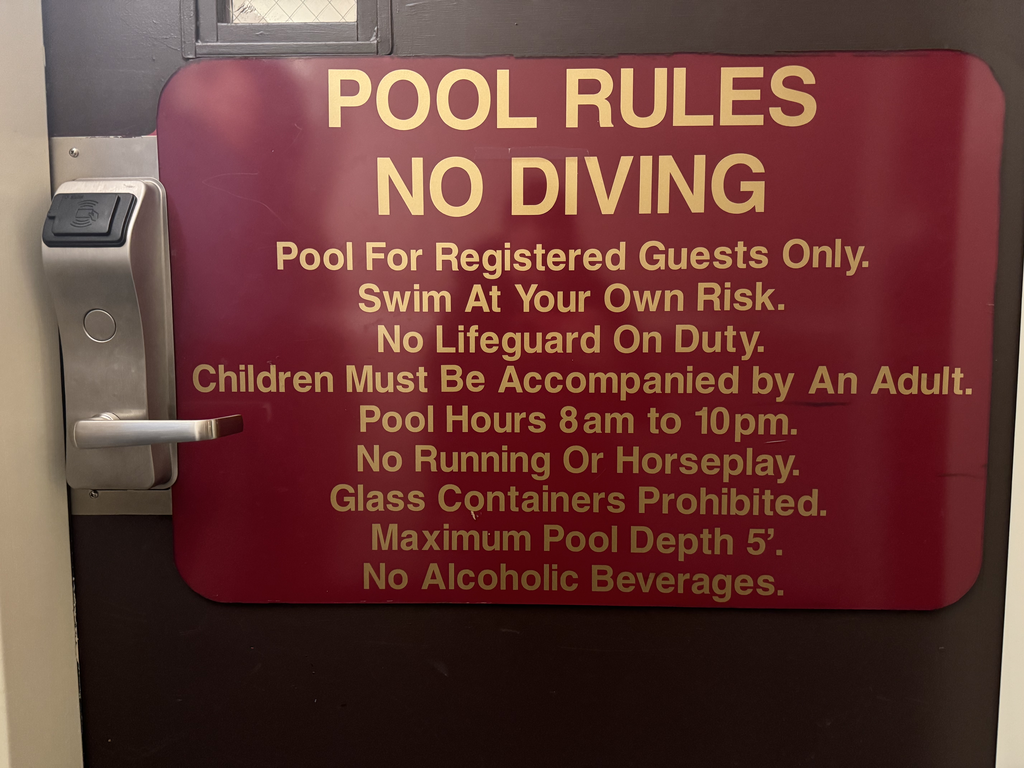 POOL RULES
NO DIVING
Pool For Registered Guests Only.
Swim At Your Own Risk.
No Lifeguard On Duty.
Children Must Be Accompanied by An Adult.
Pool Hours 8am to 10pm.
No Running Or Horseplay.
Glass Containers Prohibited.
Maximum Pool Depth 5'.
No Alcoholic Beverages.